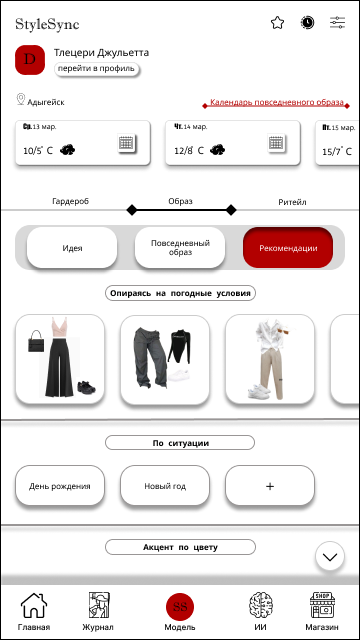 StyleSync
D
Тлецери Джульетта
перейти в профиль
Адыгейск
Календарь повседневного образа
Ср.13 мар.
Чт.14 мар.
Пт.15 мар.
10/5° C
12/8° C
15/7°
Гардероб
Образ
Ритейл
Идея
Повседневный
образ
Рекомендации
Опираясь на погодные условия
По ситуации
День рождения
Новый год
+
Акцент по цвету
SHOP
SS
Главная
Журнал
Модель
ИИ
Магазин